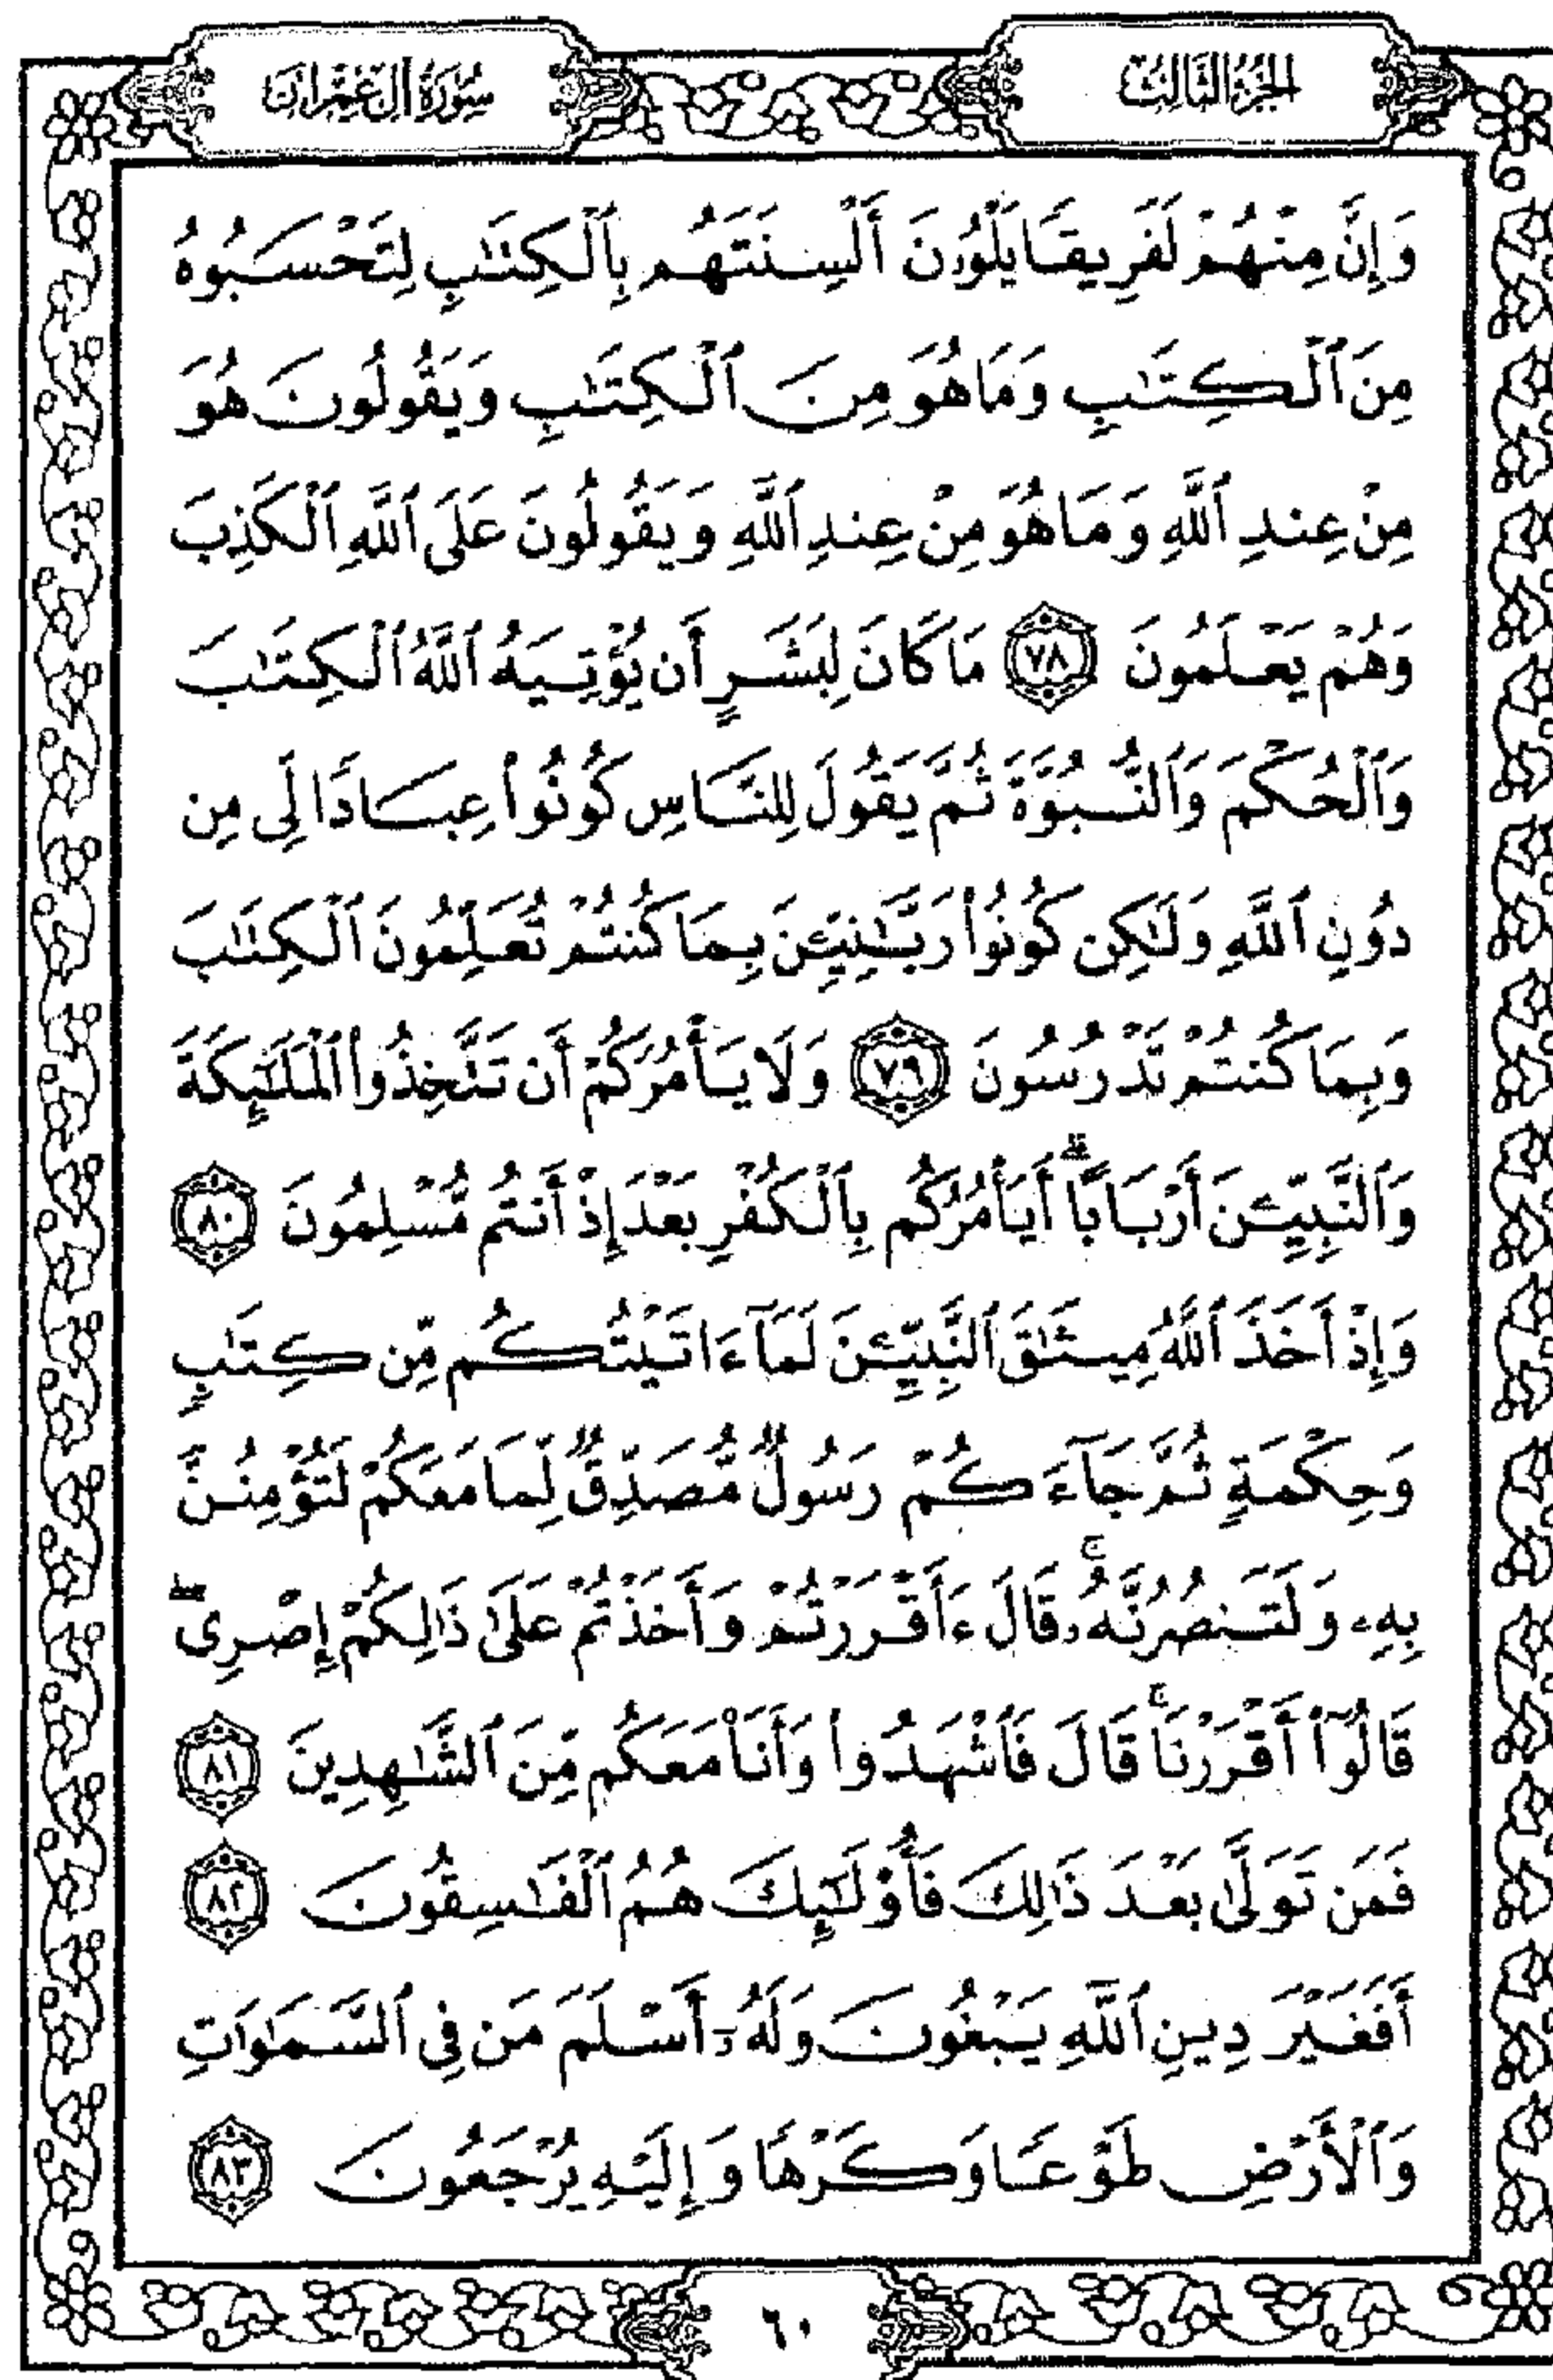 الجزء الثالث
سورة آل عمران
وَإِنَّ مِنْهُمْ لَفَرِيقًا يَلْوُۥنَ أَلْسِنَتَهُم بِٱلْكِتَٰبِ لِتَحْسَبُوهُ
مِنَ ٱلْكِتَٰبِ وَمَا هُوَ مِنَ ٱلْكِتَٰبِ وَيَقُولُونَ هُوَ
مِنْ عِندِ ٱللَّهِ وَمَا هُوَ مِنْ عِندِ ٱللَّهِ وَيَقُولُونَ عَلَى ٱللَّهِ ٱلْكَذِبَ
وَهُمْ يَعْلَمُونَ ٧٨ مَا كَانَ لِبَشَرٍ أَن يُؤْتِيَهُ ٱللَّهُ ٱلْكِتَٰبَ
وَٱلْحُكْمَ وَٱلنُّبُوَّةَ ثُمَّ يَقُولَ لِلنَّاسِ كُونُوا۟ عِبَادًا لِّى مِن
دُونِ ٱللَّهِ وَلَٰكِن كُونُوا۟ رَبَّٰنِيِّـۧنَ بِمَا كُنتُمْ تُعَلِّمُونَ ٱلْكِتَٰبَ
وَبِمَا كُنتُمْ تَدْرُسُونَ ٧٩ وَلَا يَأْمُرَكُمْ أَن تَتَّخِذُوا۟ ٱلْمَلَٰٓئِكَةَ
وَٱلنَّبِيِّـۧنَ أَرْبَابًا ۗ أَيَأْمُرُكُم بِٱلْكُفْرِ بَعْدَ إِذْ أَنتُم مُّسْلِمُونَ ٨٠
وَإِذْ أَخَذَ ٱللَّهُ مِيثَٰقَ ٱلنَّبِيِّـۧنَ لَمَآ ءَاتَيْتُكُم مِّن كِتَٰبٍ
وَحِكْمَةٍ ثُمَّ جَآءَكُمْ رَسُولٌ مُّصَدِّقٌ لِّمَا مَعَكُمْ لَتُؤْمِنُنَّ
بِهِۦ وَلَتَنصُرُنَّهُۥ ۚ قَالَ ءَأَقْرَرْتُمْ وَأَخَذْتُمْ عَلَىٰ ذَٰلِكُمْ إِصْرِى ۖ
قَالُوٓا۟ أَقْرَرْنَا ۚ قَالَ فَٱشْهَدُوا۟ وَأَنَا۠ مَعَكُم مِّنَ ٱلشَّٰهِدِينَ ٨١
فَمَن تَوَلَّىٰ بَعْدَ ذَٰلِكَ فَأُو۟لَٰٓئِكَ هُمُ ٱلْفَٰسِقُونَ ٨٢
أَفَغَيْرَ دِينِ ٱللَّهِ يَبْغُونَ وَلَهُۥٓ أَسْلَمَ مَن فِى ٱلسَّمَٰوَٰتِ
وَٱلْأَرْضِ طَوْعًا وَكَرْهًا وَإِلَيْهِ يُرْجَعُونَ ٨٣
٦٠